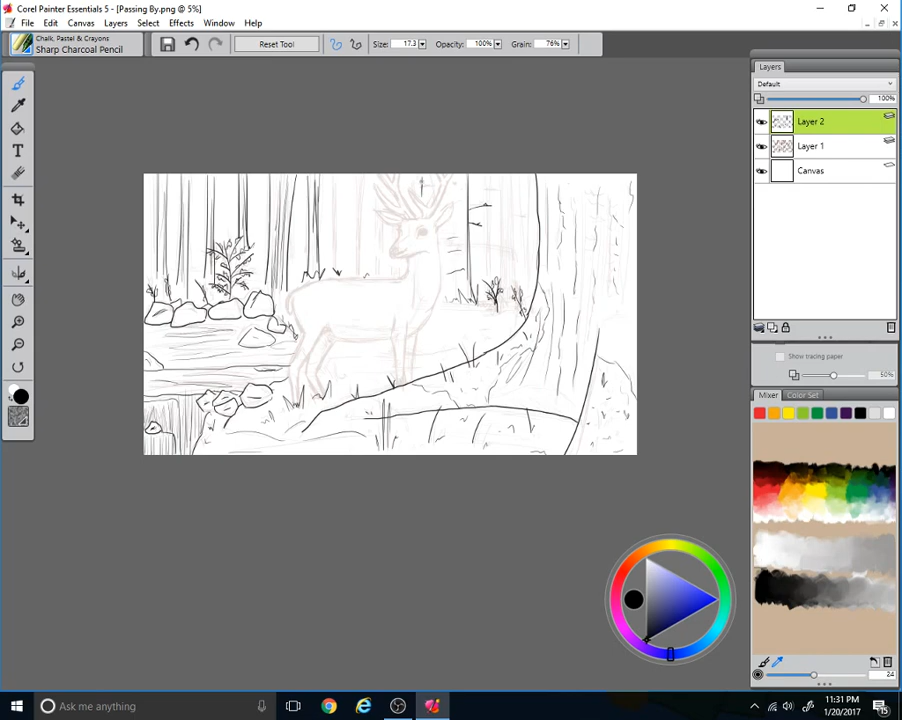 Corel Painter Essentials 5 - [Passing By.png @ 5%]
File Edit Canvas Layers Select Effects Window Help
Chalk, Pastel & Crayons
Sharp Charcoal Pencil
Reset Tool
Size: 17.3
Opacity: 100%
Grain: 76%
Layers
Default
100%
Layer 2
Layer 1
Canvas
Show tracing paper
50%
Mixer Color Set
24
Ask me anything
11:31 PM
1/20/2017
15